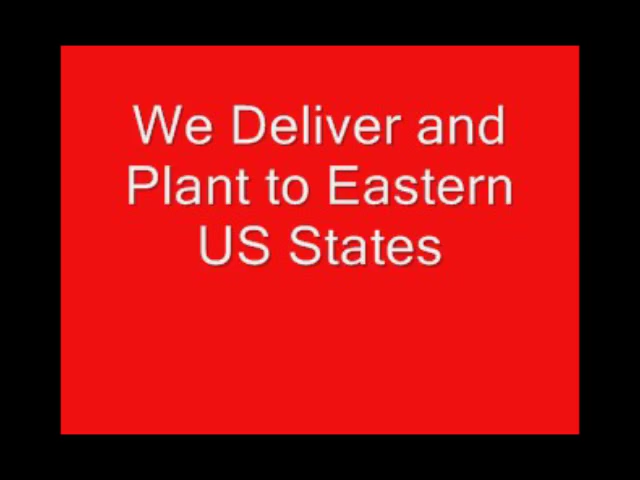 We Deliver and
Plant to Eastern
US States